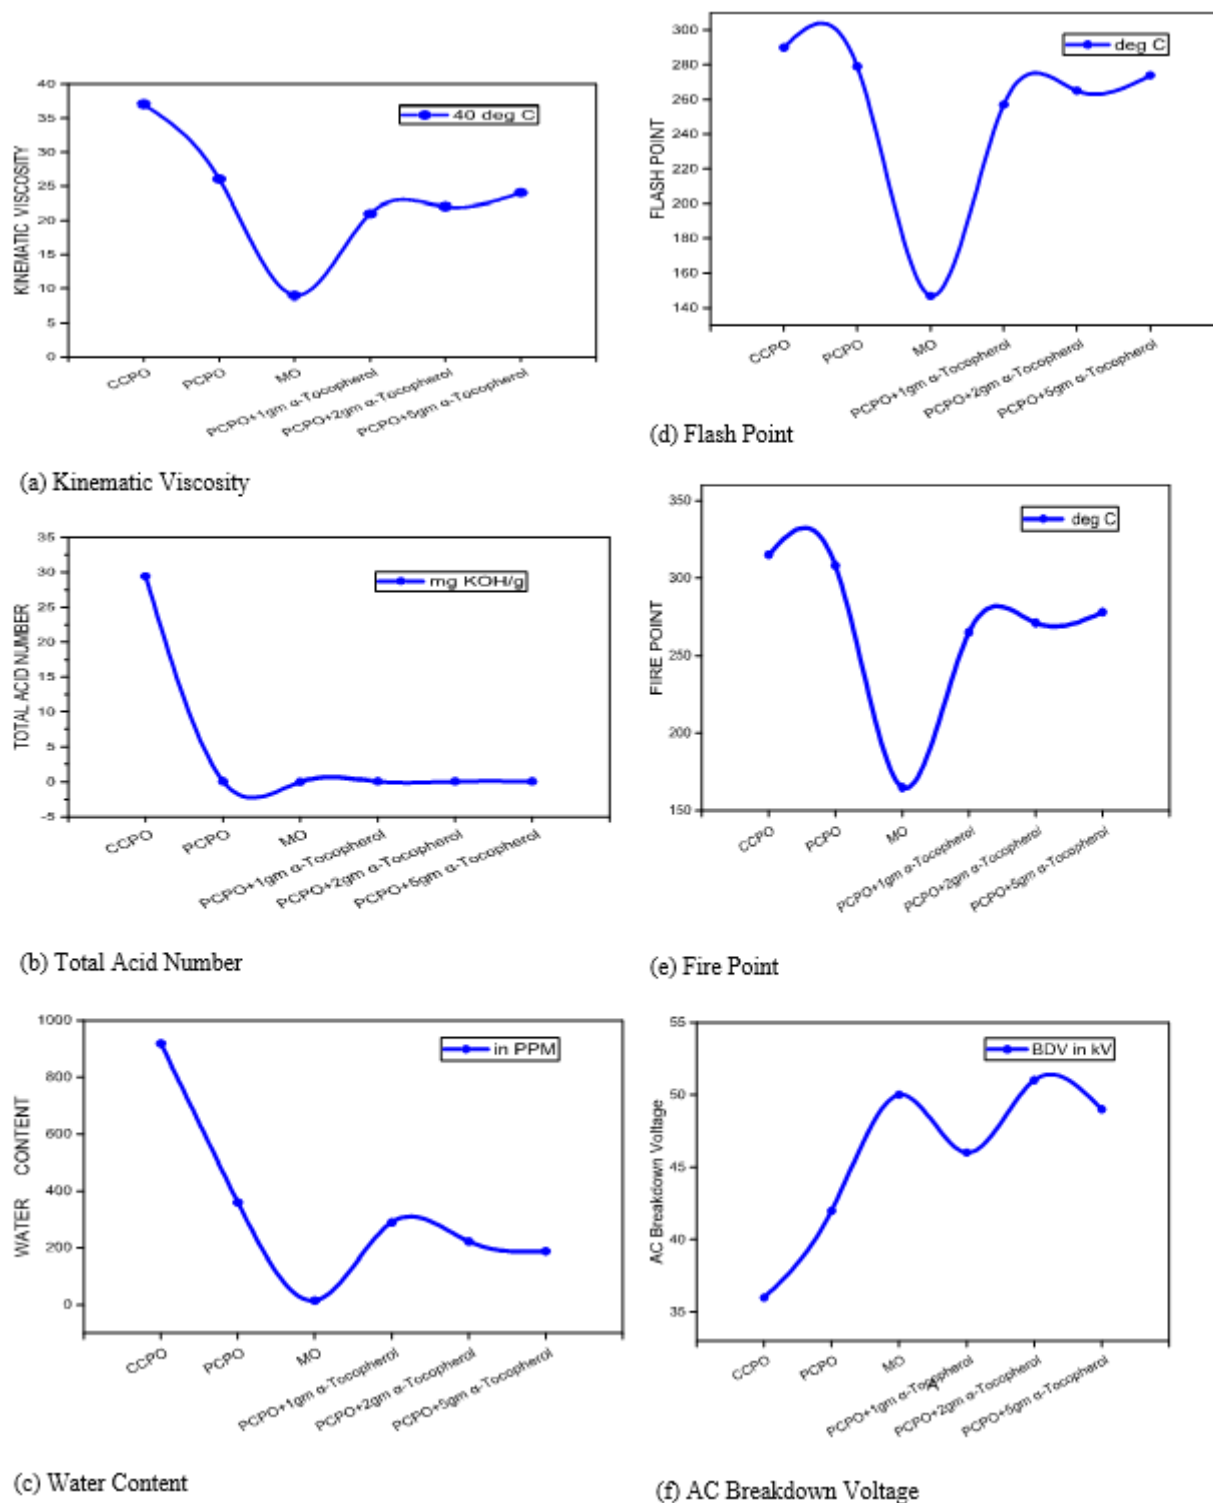 40
35
30
25
20
15
10
5
0
KINEMATIC VISCOSITY
40 deg C
CCPO
PCPO
MO
PCPO+1gm α-Tocopherol
PCPO+2gm α-Tocopherol
PCPO+5gm α-Tocopherol
(a) Kinematic Viscosity
35
30
25
20
15
10
5
0
-5
TOTAL ACID NUMBER
mg KOH/g
CCPO
PCPO
MO
PCPO+1gm α-Tocopherol
PCPO+2gm α-Tocopherol
PCPO+5gm α-Tocopherol
(b) Total Acid Number
1000
800
600
400
200
0
WATER CONTENT
in PPM
CCPO
PCPO
MO
PCPO+1gm α-Tocopherol
PCPO+2gm α-Tocopherol
PCPO+5gm α-Tocopherol
(c) Water Content
300
280
260
240
220
200
180
160
140
FLASH POINT
deg C
CCPO
PCPO
MO
PCPO+1gm α-Tocopherol
PCPO+2gm α-Tocopherol
PCPO+5gm α-Tocopherol
(d) Flash Point
350
300
250
200
150
FIRE POINT
deg C
CCPO
PCPO
MO
PCPO+1gm α-Tocopherol
PCPO+2gm α-Tocopherol
PCPO+5gm α-Tocopherol
(e) Fire Point
55
50
45
40
35
AC Breakdown Voltage
BDV in kV
CCPO
PCPO
MO
PCPO+1gm α-Tocopherol
PCPO+2gm α-Tocopherol
PCPO+5gm α-Tocopherol
A
(f) AC Breakdown Voltage